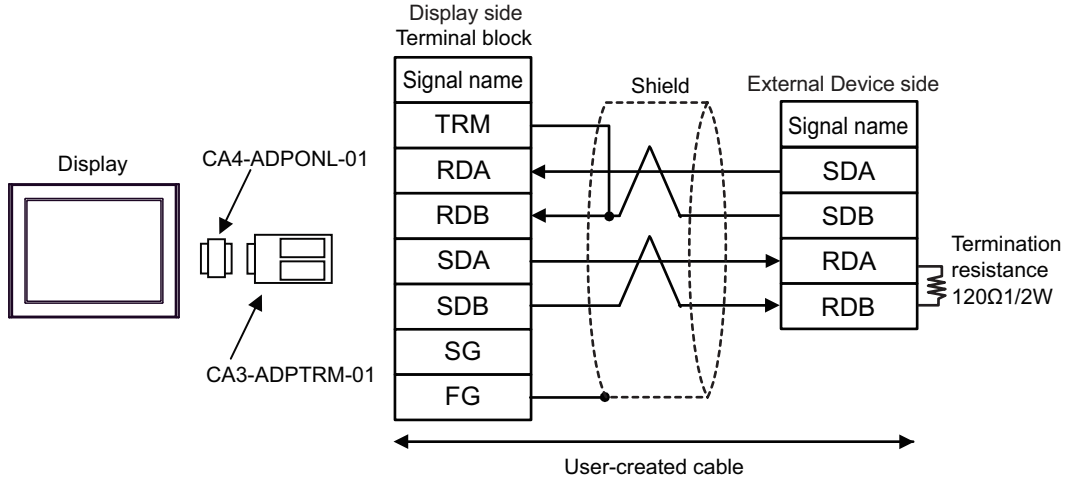 Display side
Terminal block
Signal name
TRM
RDA
RDB
SDA
SDB
SG
FG
Shield
External Device side
Signal name
SDA
SDB
RDA
RDB
Termination
resistance
120Ω1/2W
Display
CA4-ADPONL-01
CA3-ADPTRM-01
User-created cable